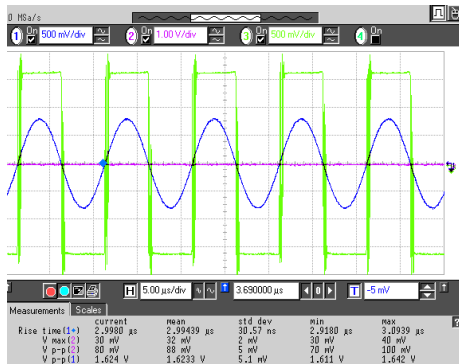 0 MSa/s
1 On 500 mV/div 2 On 1.00 V/div 3 On 500 mV/div 4 On
H 5.00 µs/div 3.690000 µs 0 T -5 mV
Measurements Scales
current mean std dev min max
Rise time(1+) 2.9980 µs 2.99439 µs 30.57 ns 2.9180 µs 3.0939 µs
V max(2) 30 mV 32 mV 2 mV 30 mV 40 mV
V p-p(2) 80 mV 88 mV 5 mV 70 mV 100 mV
V p-p(1) 1.624 V 1.6233 V 5.1 mV 1.611 V 1.642 V